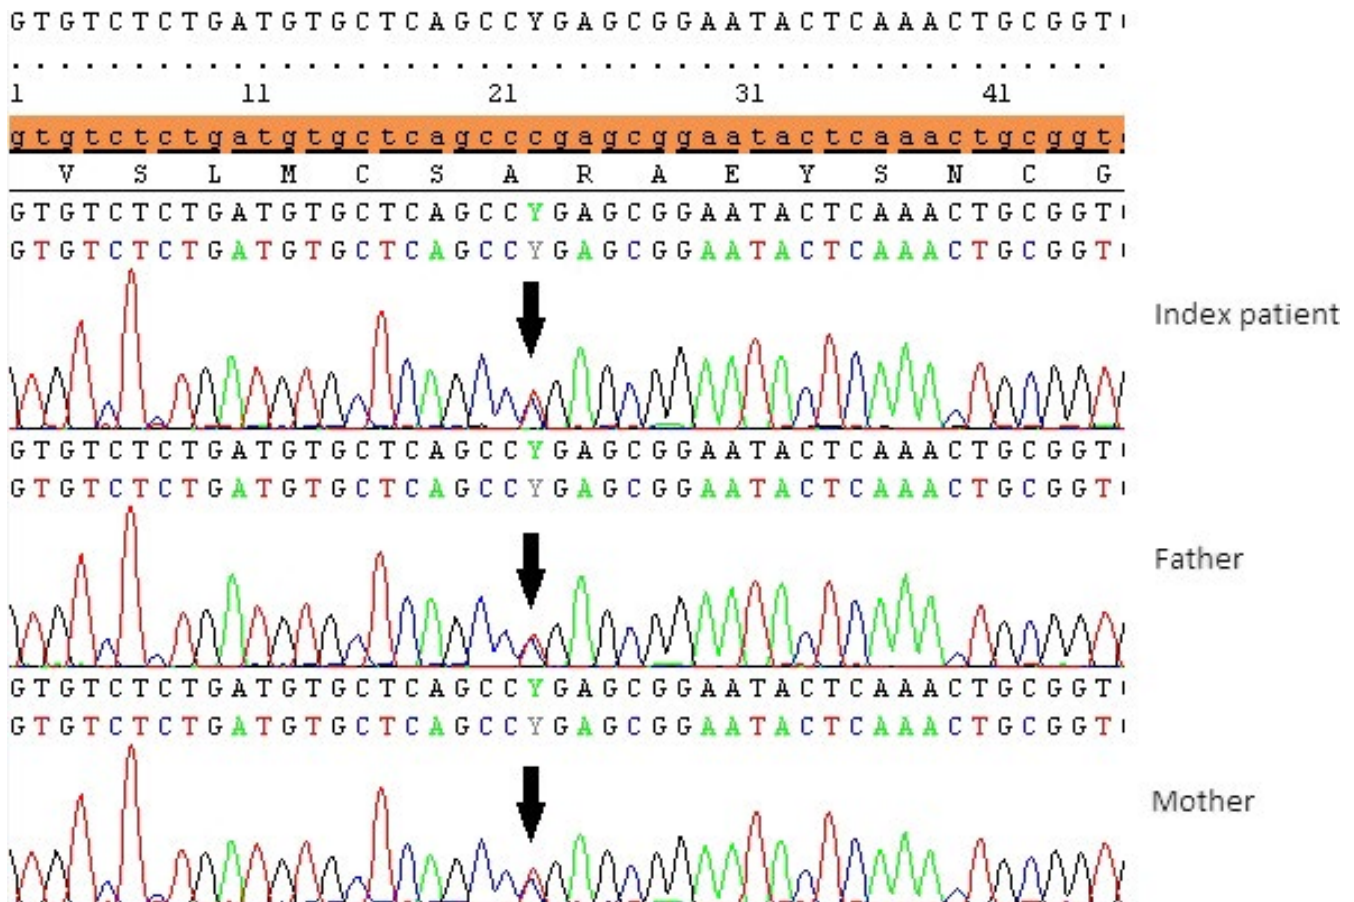 GTGTCTCTGATGTGCTCAGCCYGAGCGGAATACTCAAACTGCGGT
1 11 21 31 41
gtgtctctgatgtgctcagcccgagcggaatactcaaactgcggt
V S L M C S A R A E Y S N C G
GTGTCTCTGATGTGCTCAGCCYGAGCGGAATACTCAAACTGCGGT
GTGTCTCTGATGTGCTCAGCCYGAGCGGAATACTCAAACTGCGGT
Index patient
GTGTCTCTGATGTGCTCAGCCYGAGCGGAATACTCAAACTGCGGT
GTGTCTCTGATGTGCTCAGCCYGAGCGGAATACTCAAACTGCGGT
Father
GTGTCTCTGATGTGCTCAGCCYGAGCGGAATACTCAAACTGCGGT
GTGTCTCTGATGTGCTCAGCCYGAGCGGAATACTCAAACTGCGGT
Mother